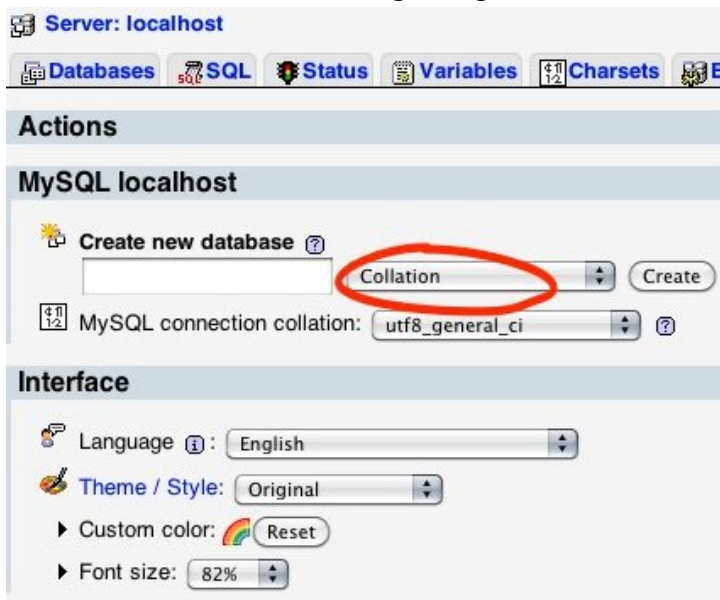 Server: localhost
Databases SQL Status Variables Charsets
Actions
MySQL localhost
Create new database
Collation Create
MySQL connection collation: utf8_general_ci
Interface
Language : English
Theme / Style: Original
Custom color: Reset
Font size: 82%